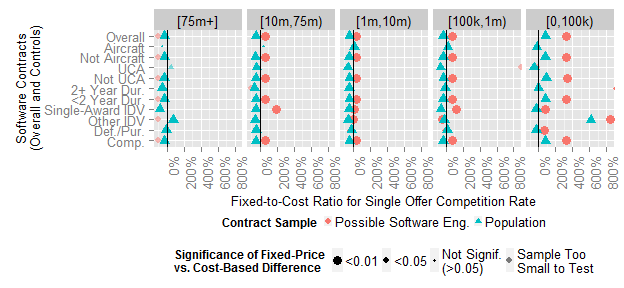 [75m+]
[10m,75m)
[1m,10m)
[100k,1m)
[0,100k)
Software Contracts
(Overall and Controls)
Overall
Aircraft
Not Aircraft
UCA
Not UCA
2+ Year Dur.
<2 Year Dur.
Single-Award IDV
Other IDV
Def./Pur.
Comp.
0%
200%
400%
600%
800%
0%
200%
400%
600%
800%
0%
200%
400%
600%
800%
0%
200%
400%
600%
800%
0%
200%
400%
600%
800%
Fixed-to-Cost Ratio for Single Offer Competition Rate
Contract Sample Possible Software Eng. Population
Significance of Fixed-Price
vs. Cost-Based Difference
<0.01
<0.05
Not Signif.
(>0.05)
Sample Too
Small to Test